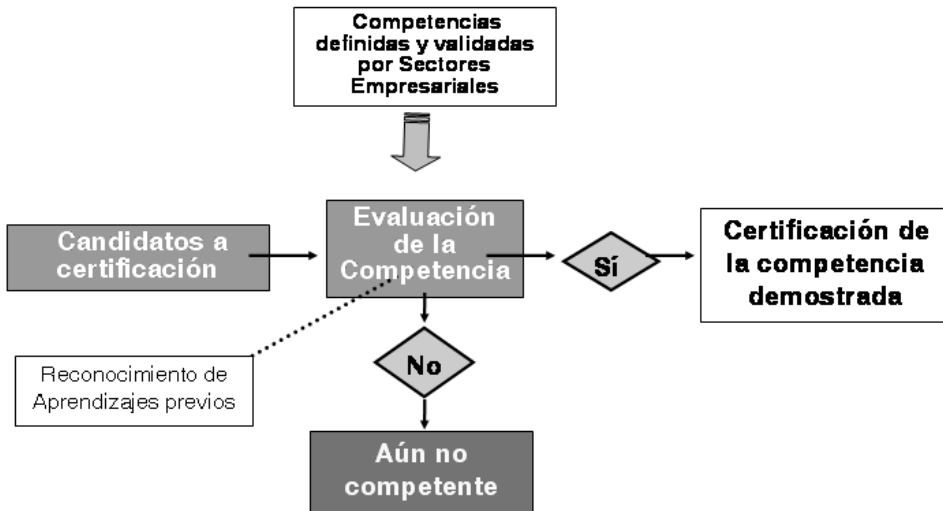 Competencias
definidas y validadas
por Sectores
Empresariales
Candidatos a
certificación
Evaluación
de la
Competencia
Sí
Certificación de
la competencia
demostrada
Reconocimiento de
Aprendizajes previos
No
Aún no
competente